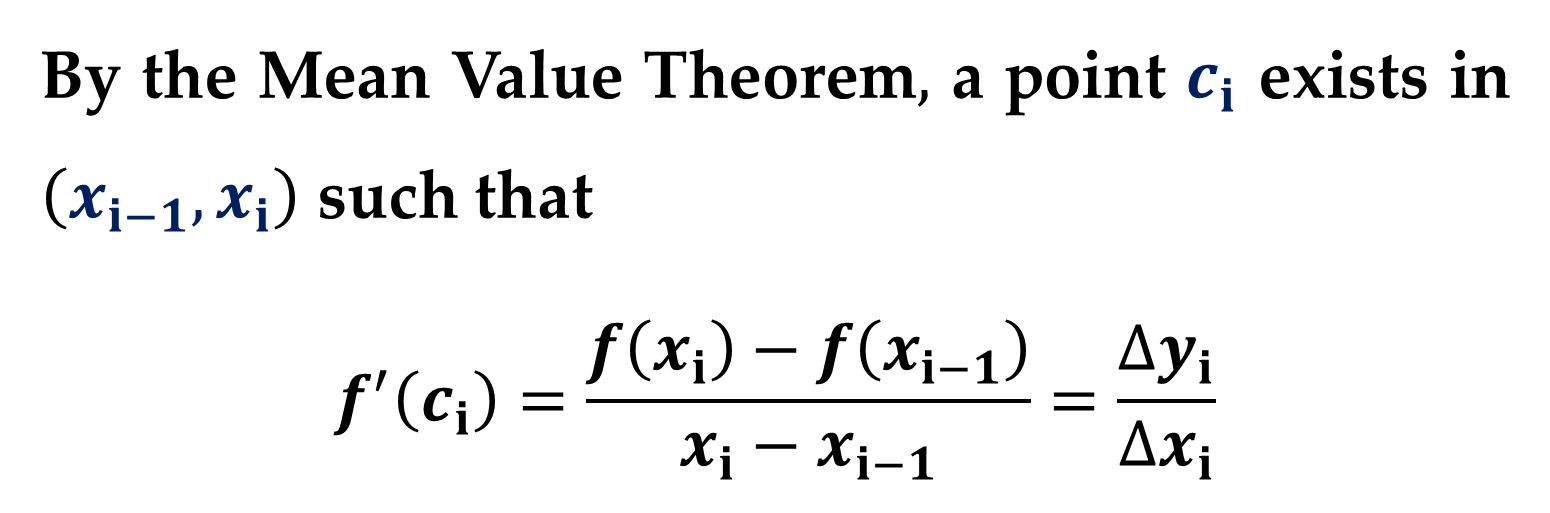 By the Mean Value Theorem, a point cᵢ exists in
(xᵢ₋₁, xᵢ) such that
f′(cᵢ) = (f(xᵢ) − f(xᵢ₋₁)) / (xᵢ − xᵢ₋₁) = Δyᵢ / Δxᵢ